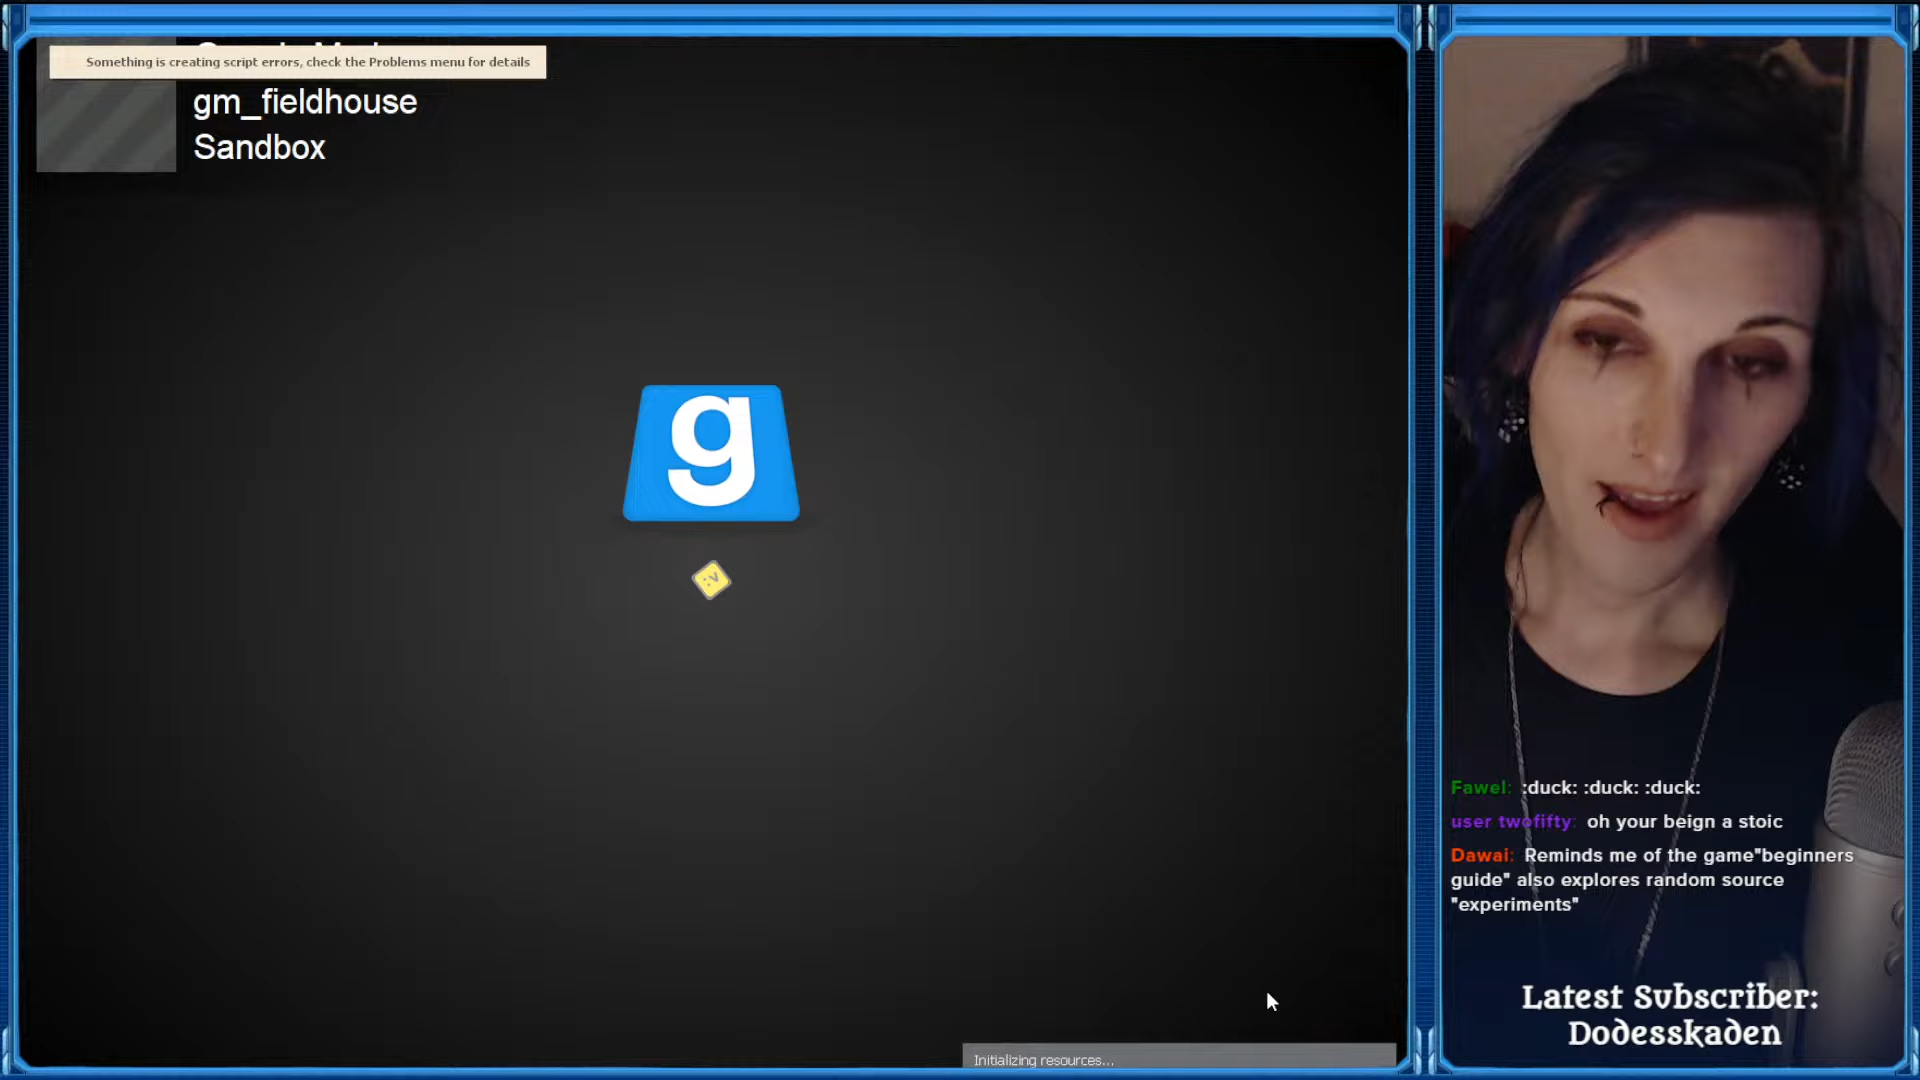 Something is creating script errors, check the Problems menu for details
gm_fieldhouse
Sandbox
g
:v
Initializing resources...
Fawel: :duck: :duck: :duck:
user twofifty: oh your beign a stoic
Dawai: Reminds me of the game"beginners
guide" also explores random source
"experiments"
Latest Subscriber:
Dodesskaden